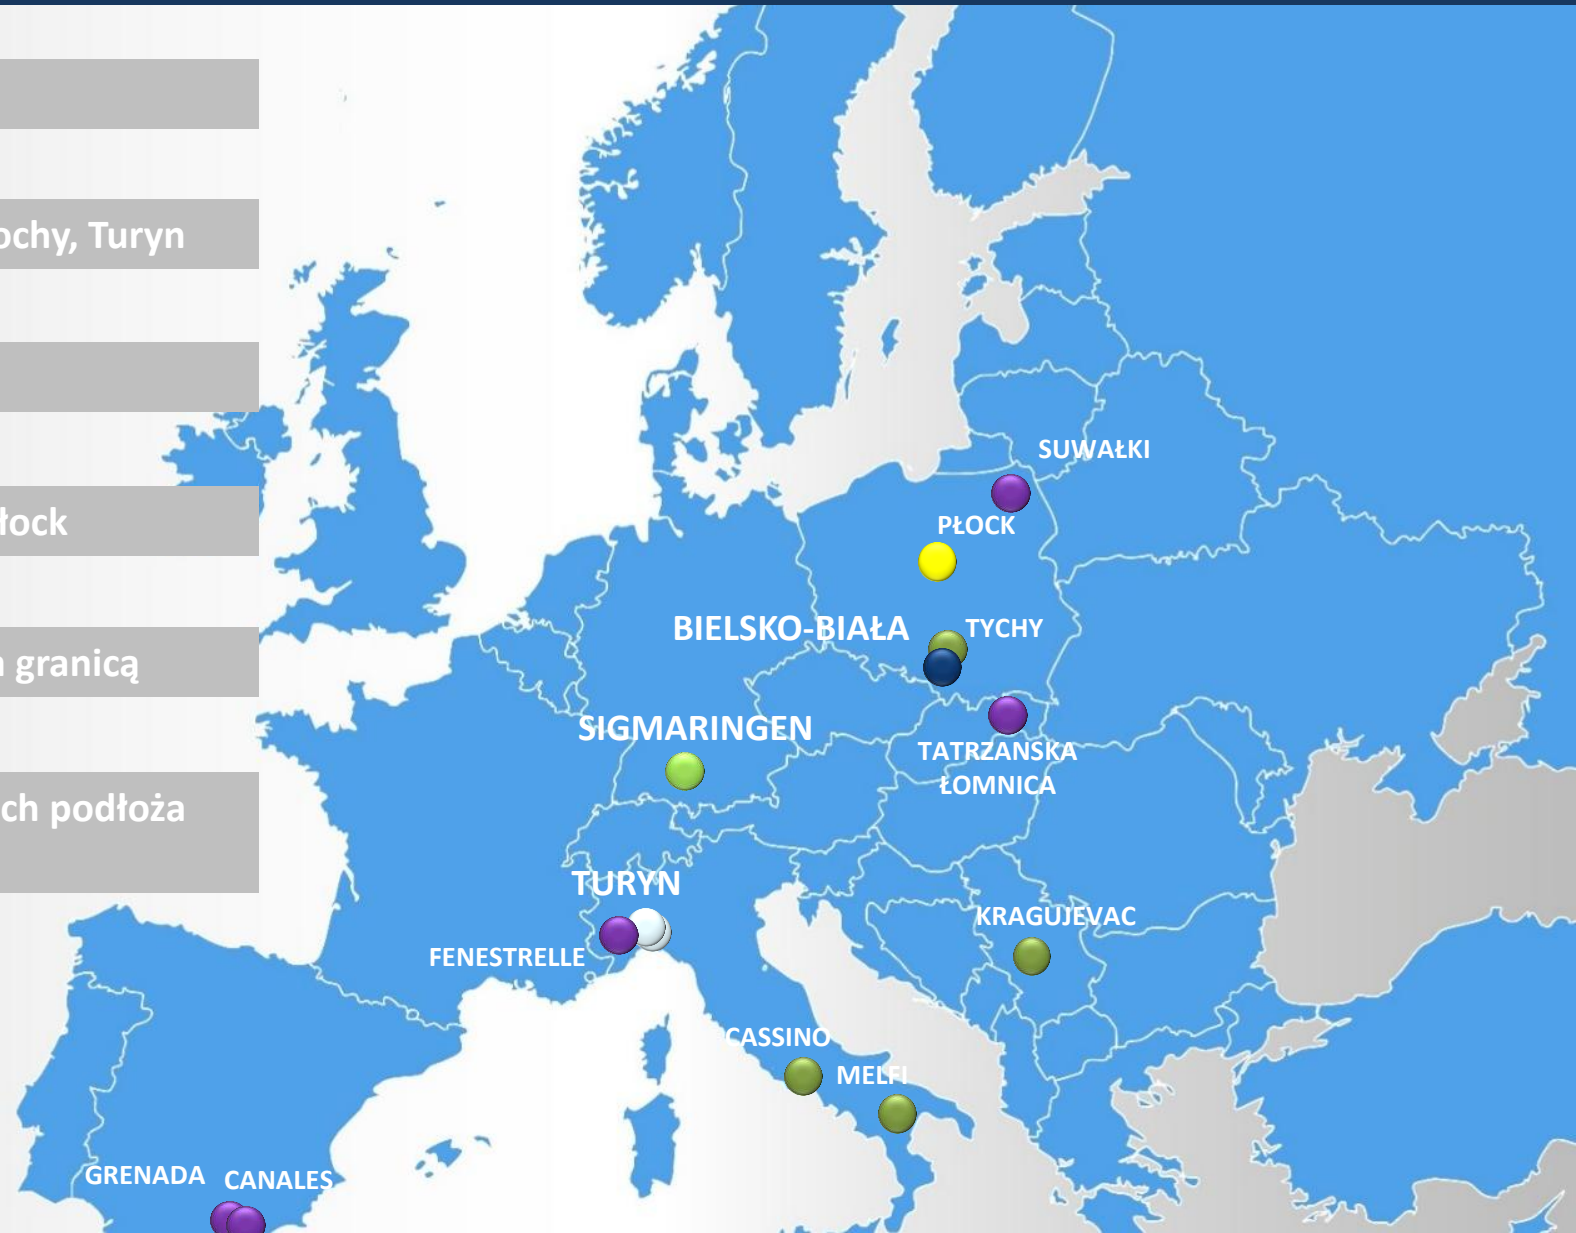 ochy, Turyn
łock
granicą
ch podłoża
SUWAŁKI
PŁOCK
BIELSKO-BIAŁA
TYCHY
SIGMARINGEN
TATRZANSKA
ŁOMNICA
TURYN
FENESTRELLE
KRAGUJEVAC
CASSINO
MELFI
GRENADA
CANALES